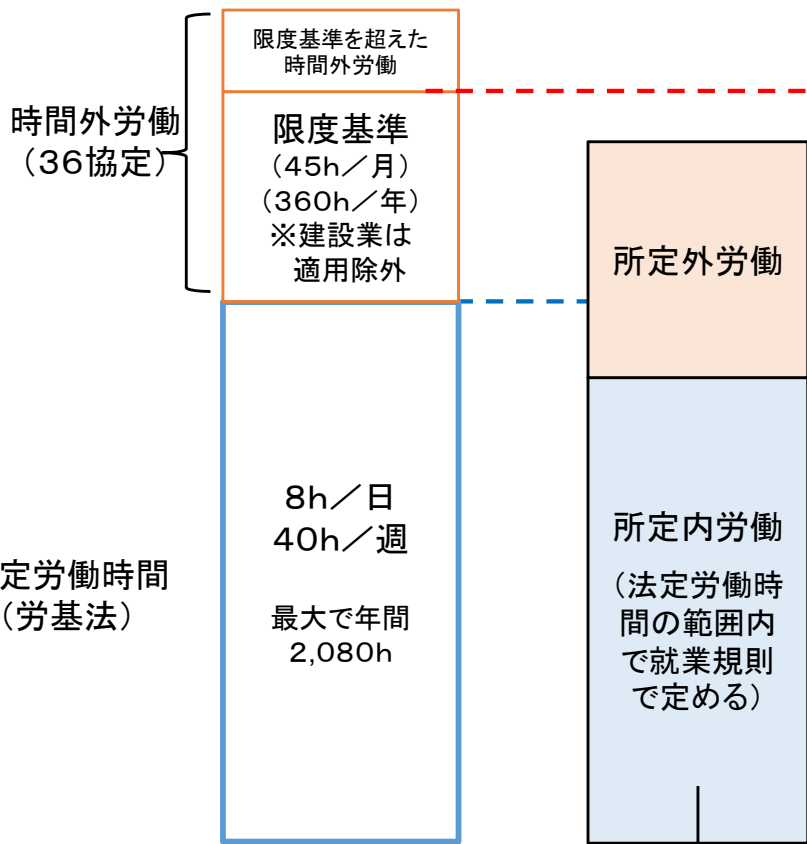 限度基準を超えた
時間外労働
時間外労働
（36協定）
限度基準
（45h／月）
（360h／年）
※建設業は
適用除外
所定外労働
8h／日
40h／週
最大で年間
2,080h
定労働時間
（労基法）
所定内労働
（法定労働時
間の範囲内
で就業規則
で定める）